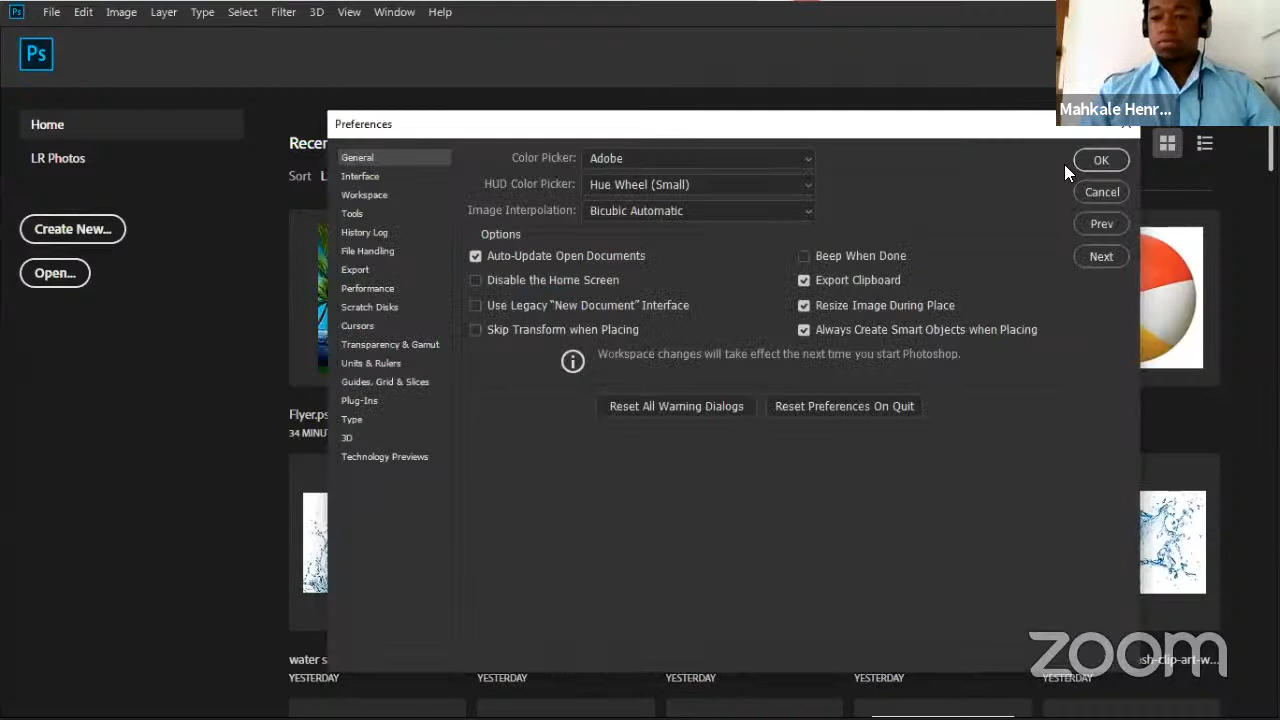 Ps File Edit Image Layer Type Select Filter 3D View Window Help
Ps
Mahkale Henr...
Home
LR Photos
Create New...
Open...
Recen
Sort
Preferences
General
Interface
Workspace
Tools
History Log
File Handling
Export
Performance
Scratch Disks
Cursors
Transparency & Gamut
Units & Rulers
Guides, Grid & Slices
Plug-Ins
Type
3D
Technology Previews
Color Picker: Adobe
HUD Color Picker: Hue Wheel (Small)
Image Interpolation: Bicubic Automatic
Options
Auto-Update Open Documents
Beep When Done
Disable the Home Screen
Export Clipboard
Use Legacy “New Document” Interface
Resize Image During Place
Skip Transform when Placing
Always Create Smart Objects when Placing
Workspace changes will take effect the next time you start Photoshop.
Reset All Warning Dialogs
Reset Preferences On Quit
OK
Cancel
Prev
Next
Flyer.ps
34 MINU
water s
YESTERDAY
YESTERDAY
YESTERDAY
YESTERDAY
sh-clip-art-w...
YESTERDAY
zoom